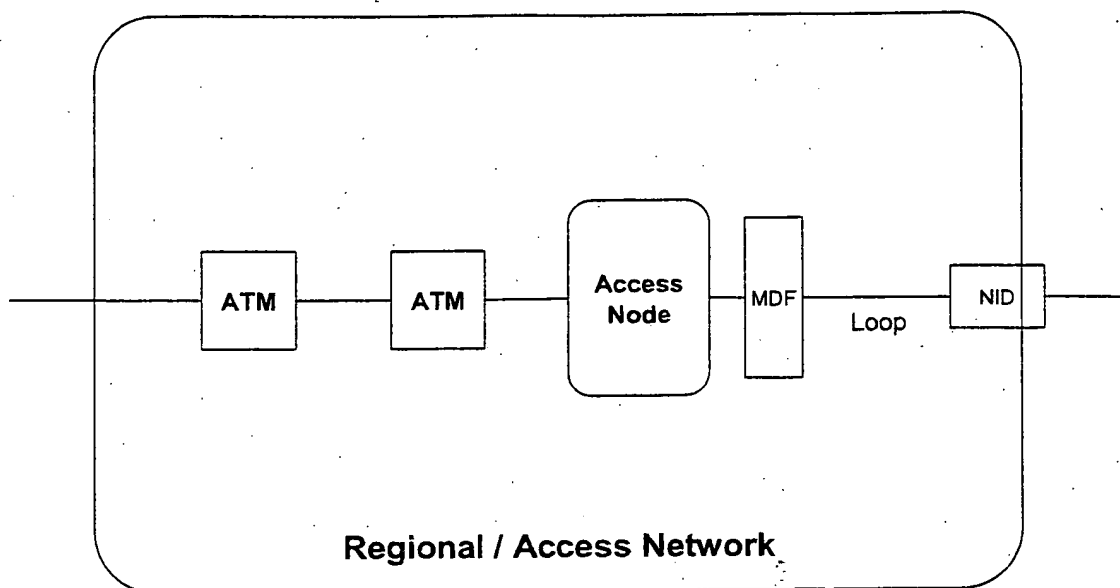 ATM
ATM
Access
Node
MDF
Loop
NID
Regional / Access Network